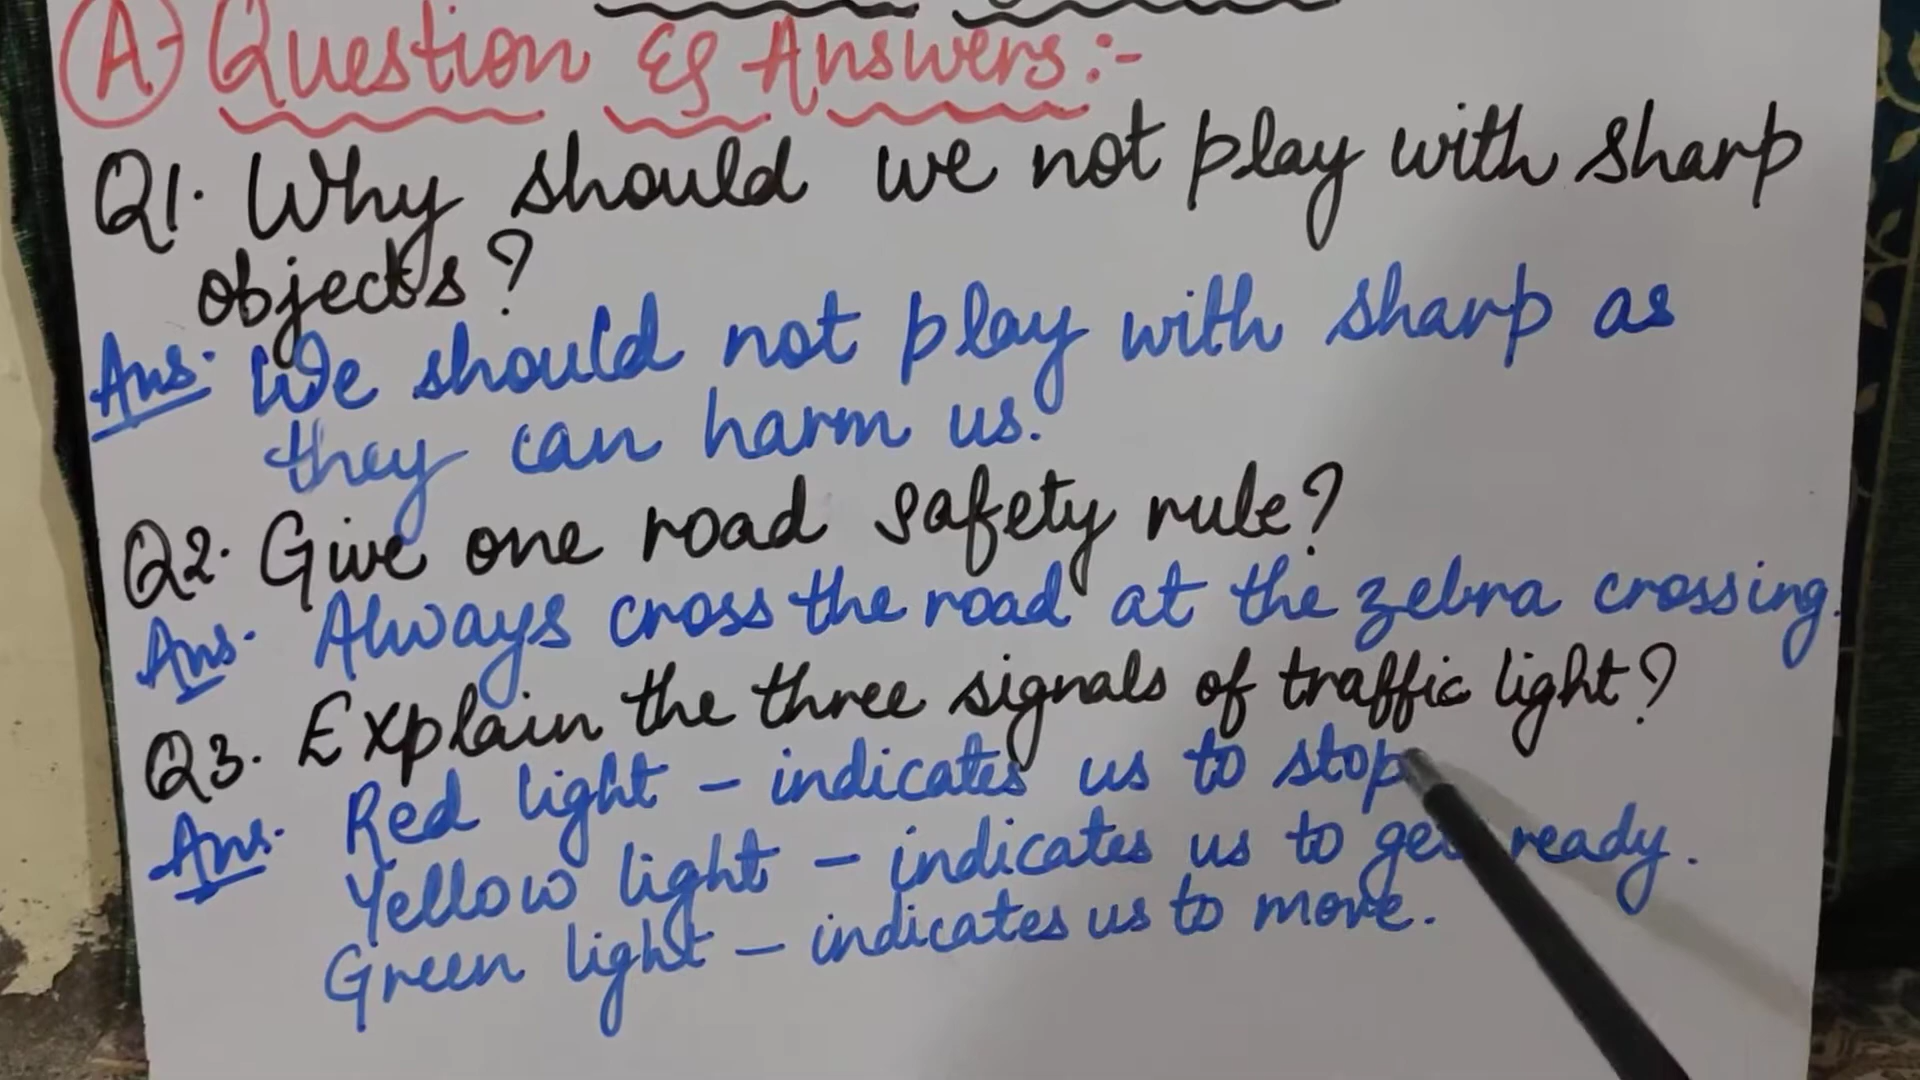 A- Question & Answers:-
Q1. Why should we not play with sharp
objects?
Ans. We should not play with sharp as
they can harm us.
Q2. Give one road safety rule?
Ans. Always cross the road at the zebra crossing.
Q3. Explain the three signals of traffic light?
Ans. Red light – indicates us to stop
Yellow light – indicates us to get ready.
Green light – indicates us to move.